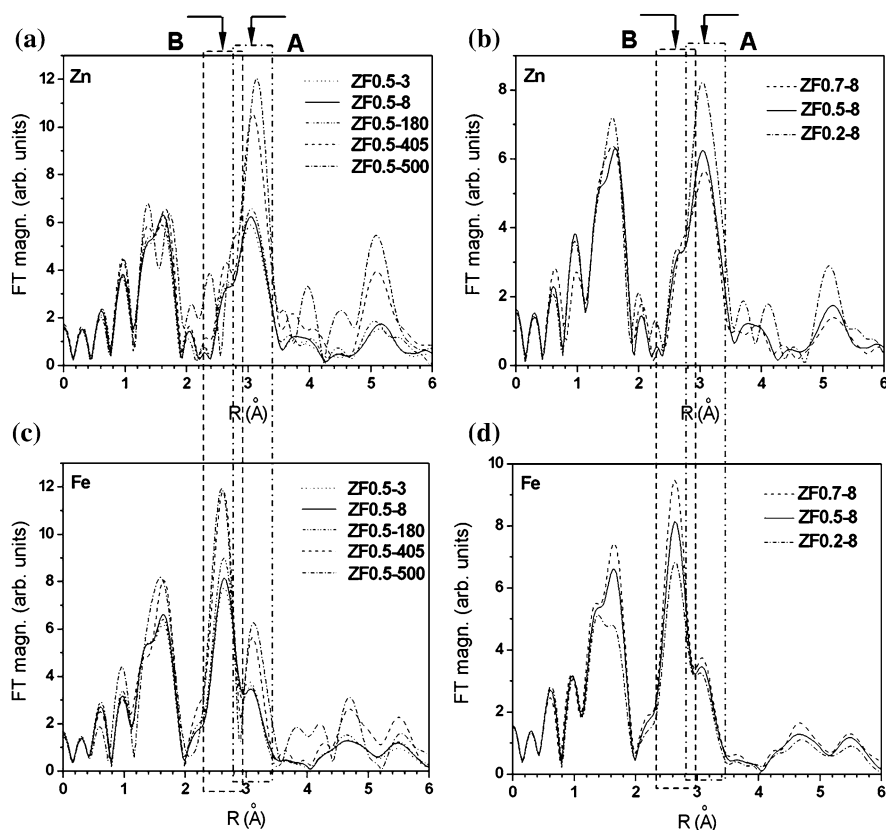 (a)
B
A
Zn
ZF0.5-3
ZF0.5-8
ZF0.5-180
ZF0.5-405
ZF0.5-500
FT magn. (arb. units)
12
10
8
6
4
2
0
0 1 2 3 4 5 6
R (Å)
(b)
B
A
Zn
ZF0.7-8
ZF0.5-8
ZF0.2-8
FT magn. (arb. units)
8
6
4
2
0
0 1 2 3 4 5 6
R (Å)
(c)
Fe
ZF0.5-3
ZF0.5-8
ZF0.5-180
ZF0.5-405
ZF0.5-500
FT magn. (arb. units)
12
10
8
6
4
2
0
0 1 2 3 4 5 6
R (Å)
(d)
Fe
ZF0.7-8
ZF0.5-8
ZF0.2-8
FT magn. (arb. units)
10
8
6
4
2
0
0 1 2 3 4 5 6
R (Å)